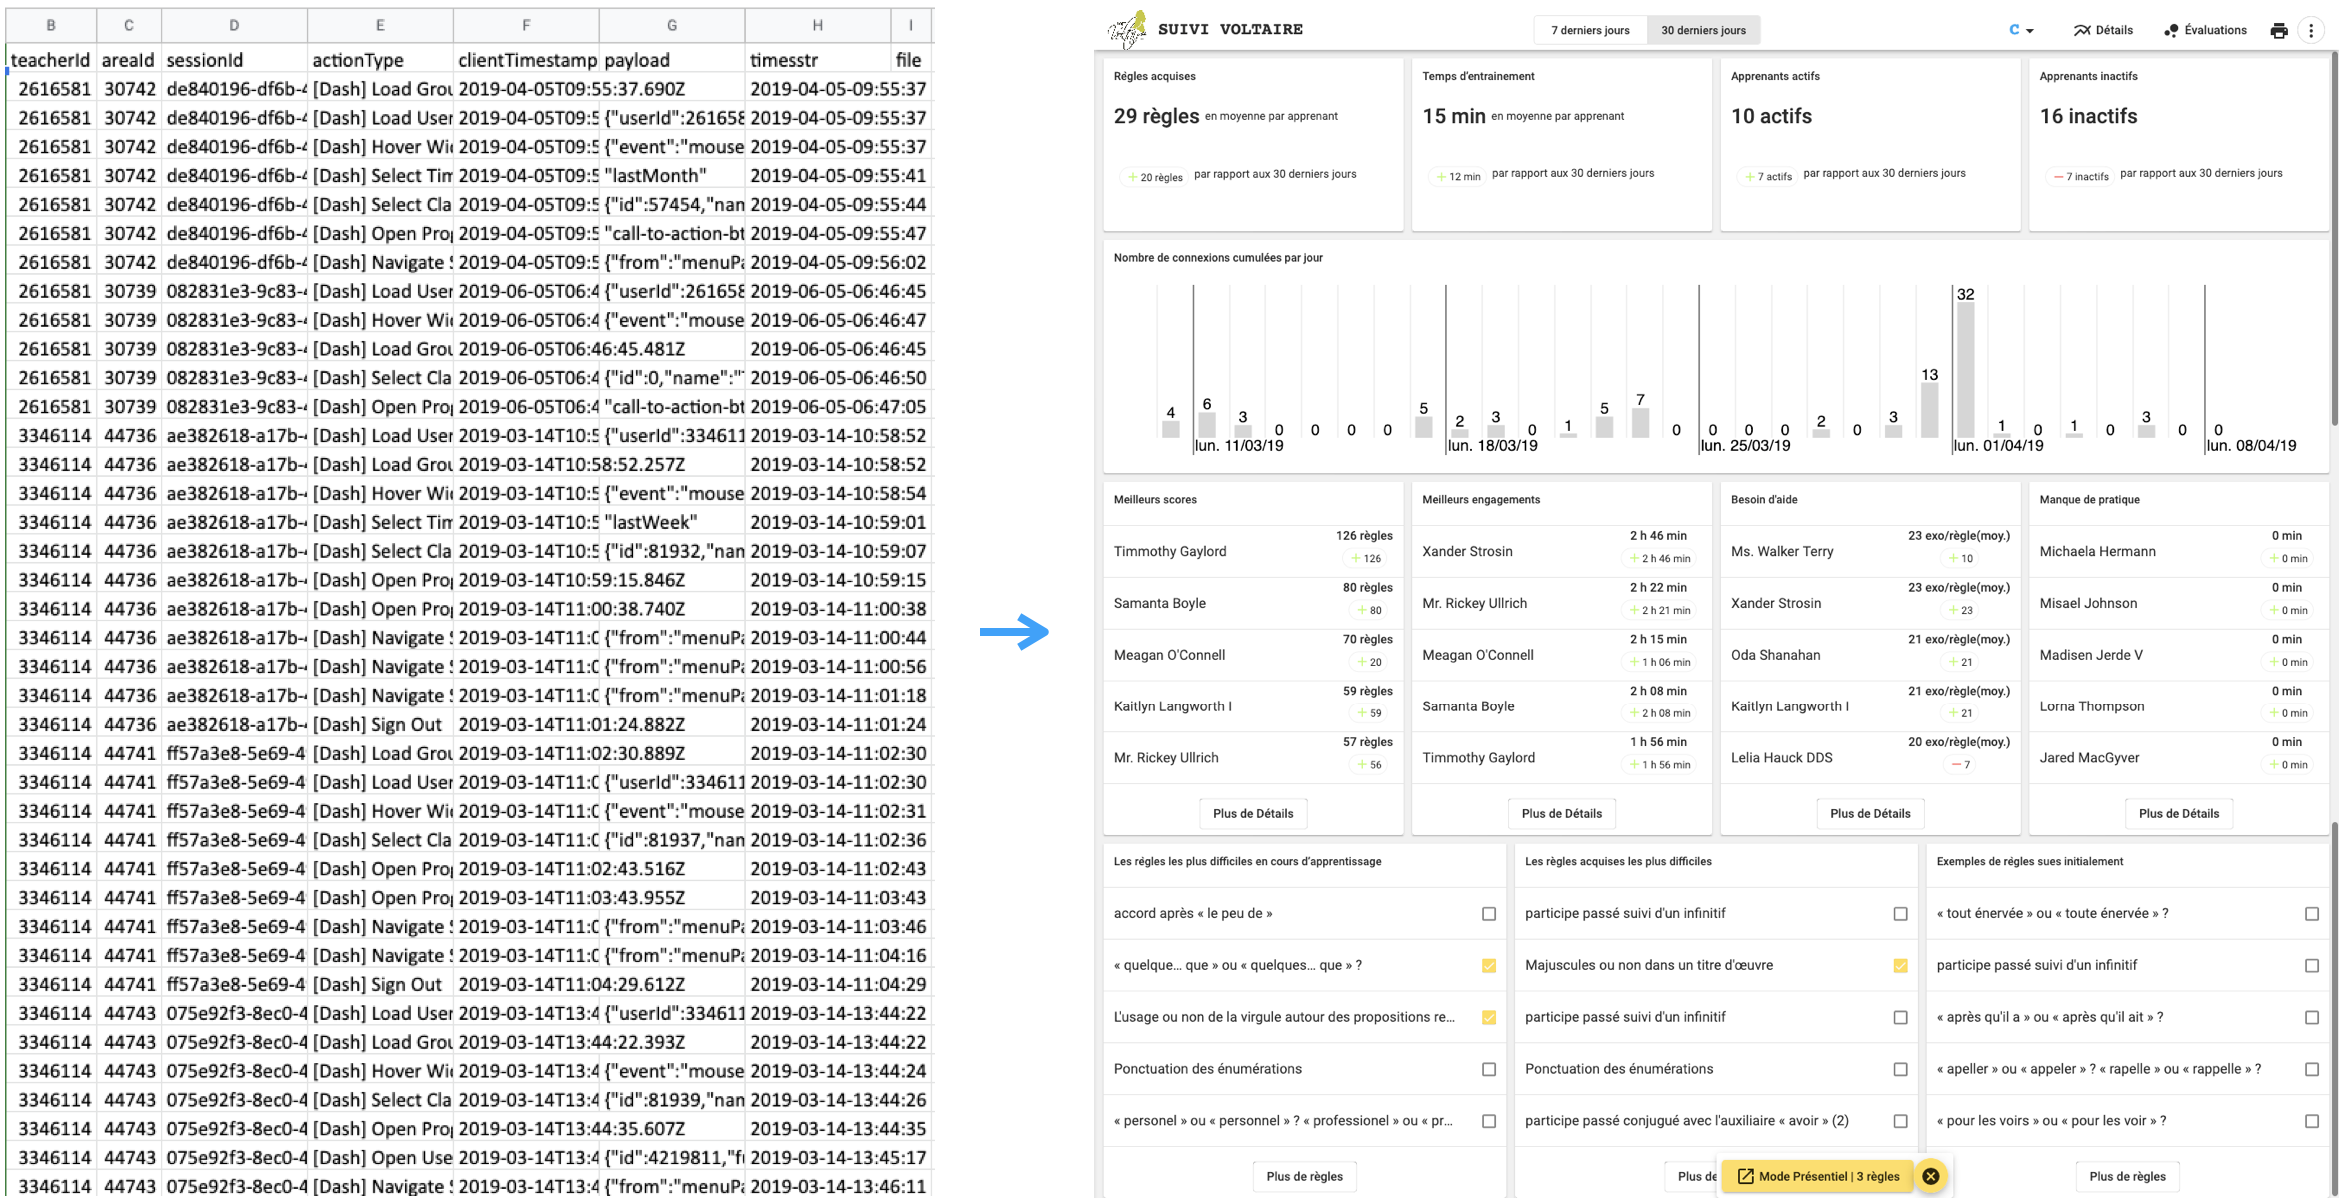 B C D E F G H I
teacherId areaId sessionId actionType clientTimestamp payload timesstr file
2616581 30742 de840196-df6b-4 [Dash] Load Grou 2019-04-05T09:55:37.690Z 2019-04-05-09:55:37
2616581 30742 de840196-df6b-4 [Dash] Load User 2019-04-05T09:5 {"userId":261658 2019-04-05-09:55:37
2616581 30742 de840196-df6b-4 [Dash] Hover Wid 2019-04-05T09:5 {"event":"mouse 2019-04-05-09:55:37
2616581 30742 de840196-df6b-4 [Dash] Select Tim 2019-04-05T09:5 "lastMonth" 2019-04-05-09:55:41
2616581 30742 de840196-df6b-4 [Dash] Select Cla 2019-04-05T09:5 {"id":57454,"nam 2019-04-05-09:55:44
2616581 30742 de840196-df6b-4 [Dash] Open Prog 2019-04-05T09:5 "call-to-action-bt 2019-04-05-09:55:47
2616581 30742 de840196-df6b-4 [Dash] Navigate S 2019-04-05T09:5 {"from":"menuPa 2019-04-05-09:56:02
2616581 30739 082831e3-9c83-4 [Dash] Load User 2019-06-05T06:4 {"userId":261658 2019-06-05-06:46:45
2616581 30739 082831e3-9c83-4 [Dash] Hover Wid 2019-06-05T06:4 {"event":"mouse 2019-06-05-06:46:47
2616581 30739 082831e3-9c83-4 [Dash] Load Grou 2019-06-05T06:46:45.481Z 2019-06-05-06:46:45
2616581 30739 082831e3-9c83-4 [Dash] Select Cla 2019-06-05T06:4 {"id":0,"name":"T 2019-06-05-06:46:50
2616581 30739 082831e3-9c83-4 [Dash] Open Prog 2019-06-05T06:4 "call-to-action-bt 2019-06-05-06:47:05
3346114 44736 ae382618-a17b-4 [Dash] Load User 2019-03-14T10:5 {"userId":334611 2019-03-14-10:58:52
3346114 44736 ae382618-a17b-4 [Dash] Load Grou 2019-03-14T10:58:52.257Z 2019-03-14-10:58:52
3346114 44736 ae382618-a17b-4 [Dash] Hover Wid 2019-03-14T10:5 {"event":"mouse 2019-03-14-10:58:54
3346114 44736 ae382618-a17b-4 [Dash] Select Tim 2019-03-14T10:5 "lastWeek" 2019-03-14-10:59:01
3346114 44736 ae382618-a17b-4 [Dash] Select Cla 2019-03-14T10:5 {"id":81932,"nam 2019-03-14-10:59:07
3346114 44736 ae382618-a17b-4 [Dash] Open Prog 2019-03-14T10:59:15.846Z 2019-03-14-10:59:15
3346114 44736 ae382618-a17b-4 [Dash] Open Prog 2019-03-14T11:00:38.740Z 2019-03-14-11:00:38
3346114 44736 ae382618-a17b-4 [Dash] Navigate S 2019-03-14T11:0 {"from":"menuPa 2019-03-14-11:00:44
3346114 44736 ae382618-a17b-4 [Dash] Navigate S 2019-03-14T11:0 {"from":"menuPa 2019-03-14-11:00:56
3346114 44736 ae382618-a17b-4 [Dash] Navigate S 2019-03-14T11:0 {"from":"menuPa 2019-03-14-11:01:18
3346114 44736 ae382618-a17b-4 [Dash] Sign Out 2019-03-14T11:01:24.882Z 2019-03-14-11:01:24
3346114 44741 ff57a3e8-5e69-4 [Dash] Load Grou 2019-03-14T11:02:30.889Z 2019-03-14-11:02:30
3346114 44741 ff57a3e8-5e69-4 [Dash] Load User 2019-03-14T11:0 {"userId":334611 2019-03-14-11:02:30
3346114 44741 ff57a3e8-5e69-4 [Dash] Hover Wid 2019-03-14T11:0 {"event":"mouse 2019-03-14-11:02:31
3346114 44741 ff57a3e8-5e69-4 [Dash] Select Cla 2019-03-14T11:0 {"id":81937,"nam 2019-03-14-11:02:36
3346114 44741 ff57a3e8-5e69-4 [Dash] Open Prog 2019-03-14T11:02:43.516Z 2019-03-14-11:02:43
3346114 44741 ff57a3e8-5e69-4 [Dash] Open Prog 2019-03-14T11:03:43.955Z 2019-03-14-11:03:43
3346114 44741 ff57a3e8-5e69-4 [Dash] Navigate S 2019-03-14T11:0 {"from":"menuPa 2019-03-14-11:03:46
3346114 44741 ff57a3e8-5e69-4 [Dash] Navigate S 2019-03-14T11:0 {"from":"menuPa 2019-03-14-11:04:16
3346114 44741 ff57a3e8-5e69-4 [Dash] Sign Out 2019-03-14T11:04:29.612Z 2019-03-14-11:04:29
3346114 44743 075e92f3-8ec0-4 [Dash] Load User 2019-03-14T13:4 {"userId":334611 2019-03-14-13:44:22
3346114 44743 075e92f3-8ec0-4 [Dash] Load Grou 2019-03-14T13:44:22.393Z 2019-03-14-13:44:22
3346114 44743 075e92f3-8ec0-4 [Dash] Hover Wid 2019-03-14T13:4 {"event":"mouse 2019-03-14-13:44:24
3346114 44743 075e92f3-8ec0-4 [Dash] Select Cla 2019-03-14T13:4 {"id":81939,"nam 2019-03-14-13:44:26
3346114 44743 075e92f3-8ec0-4 [Dash] Open Prog 2019-03-14T13:44:35.607Z 2019-03-14-13:44:35
3346114 44743 075e92f3-8ec0-4 [Dash] Open Use 2019-03-14T13:4 {"id":4219811,"fu 2019-03-14-13:45:17
3346114 44743 075e92f3-8ec0-4 [Dash] Navigate S 2019-03-14T13:4 {"from":"menuPa 2019-03-14-13:46:11
SUIVI VOLTAIRE 7 derniers jours 30 derniers jours C Détails Évaluations
Régles acquises
29 règles en moyenne par apprenant
+ 20 règles par rapport aux 30 derniers jours
Temps d'entrainement
15 min en moyenne par apprenant
+ 12 min par rapport aux 30 derniers jours
Apprenants actifs
10 actifs
+ 7 actifs par rapport aux 30 derniers jours
Apprenants inactifs
16 inactifs
− 7 inactifs par rapport aux 30 derniers jours
Nombre de connexions cumulées par jour
4 6 3 0 0 0 0 5 2 3 0 1 5 7 0 0 0 0 2 0 3 13 32 1 0 1 0 3 0 0
lun. 11/03/19 lun. 18/03/19 lun. 25/03/19 lun. 01/04/19 lun. 08/04/19
Meilleurs scores
Timmothy Gaylord 126 règles + 126
Samanta Boyle 80 règles + 80
Meagan O'Connell 70 règles + 20
Kaitlyn Langworth I 59 règles + 59
Mr. Rickey Ullrich 57 règles + 56
Plus de Détails
Meilleurs engagements
Xander Strosin 2 h 46 min + 2 h 46 min
Mr. Rickey Ullrich 2 h 22 min + 2 h 21 min
Meagan O'Connell 2 h 15 min + 1 h 06 min
Samanta Boyle 2 h 08 min + 2 h 08 min
Timmothy Gaylord 1 h 56 min + 1 h 56 min
Plus de Détails
Besoin d'aide
Ms. Walker Terry 23 exo/règle(moy.) + 10
Xander Strosin 23 exo/règle(moy.) + 23
Oda Shanahan 21 exo/règle(moy.) + 21
Kaitlyn Langworth I 21 exo/règle(moy.) + 21
Lelia Hauck DDS 20 exo/règle(moy.) − 7
Plus de Détails
Manque de pratique
Michaela Hermann 0 min + 0 min
Misael Johnson 0 min + 0 min
Madisen Jerde V 0 min + 0 min
Lorna Thompson 0 min + 0 min
Jared MacGyver 0 min + 0 min
Plus de Détails
Les régles les plus difficiles en cours d'apprentissage
accord après « le peu de »
« quelque... que » ou « quelques... que » ?
L'usage ou non de la virgule autour des propositions re...
Ponctuation des énumérations
« personel » ou « personnel » ? « professionel » ou « pr...
Plus de règles
Les règles acquises les plus difficiles
participe passé suivi d'un infinitif
Majuscules ou non dans un titre d'œuvre
participe passé suivi d'un infinitif
Ponctuation des énumérations
participe passé conjugué avec l'auxiliaire « avoir » (2)
Plus de
Mode Présentiel | 3 règles
Exemples de régles sues initialement
« tout énervée » ou « toute énervée » ?
participe passé suivi d'un infinitif
« après qu'il a » ou « après qu'il ait » ?
« apeller » ou « appeler » ? « rapelle » ou « rappelle » ?
« pour les voirs » ou « pour les voir » ?
Plus de règles